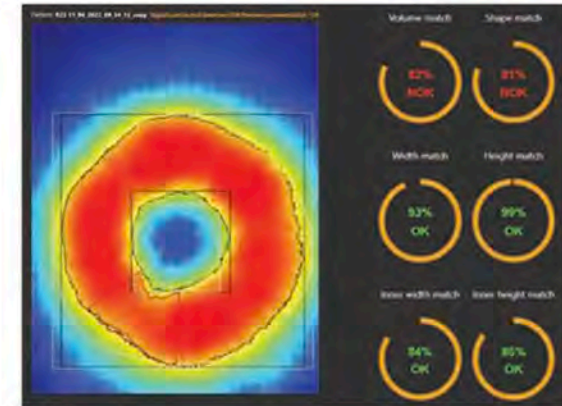 Volume match Shape match
82% 81%
NOK NOK
Width match Height match
93% 99%
OK OK
Inner width match Inner height match
84% 85%
OK OK